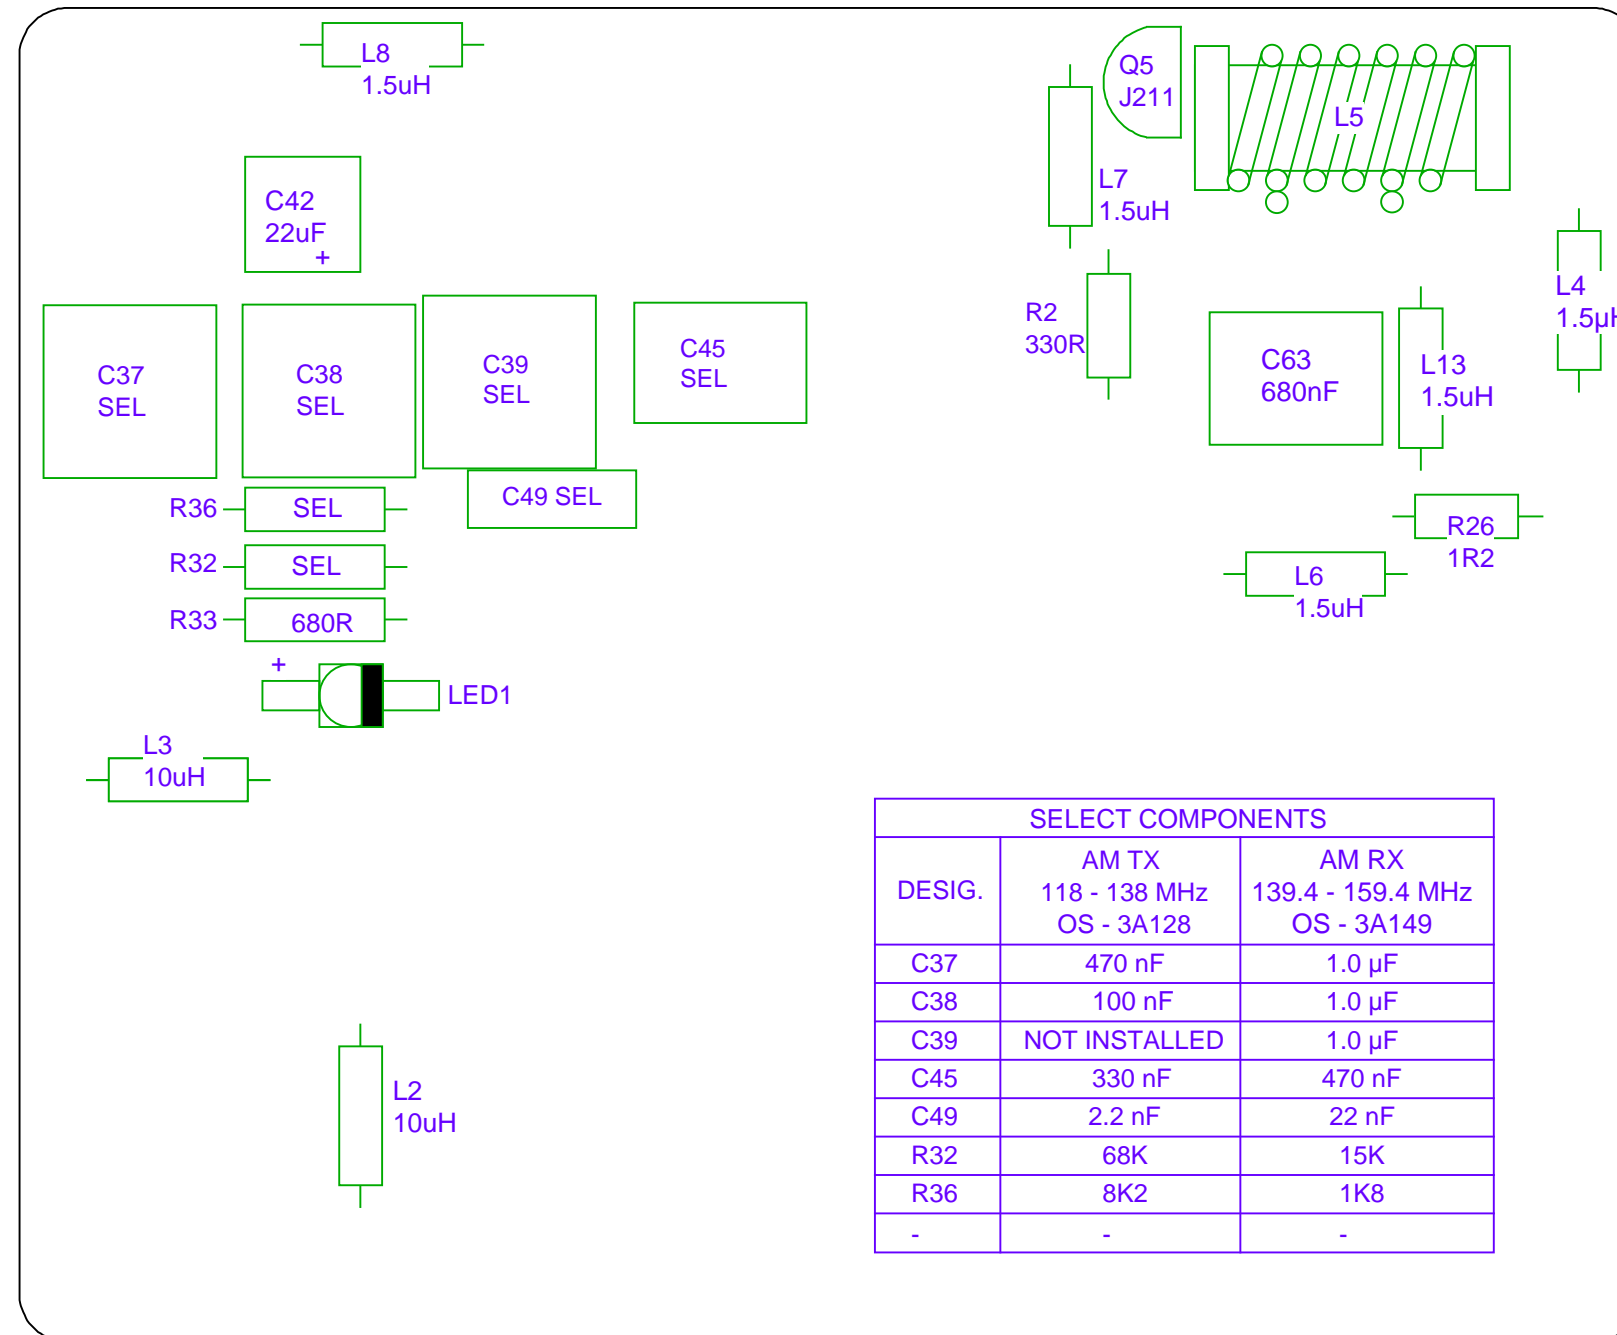 L8
1.5uH
Q5
J211
L5
L7
1.5uH
C42
22uF
+
L4
1.5µH
R2
330R
C37
SEL
C38
SEL
C39
SEL
C45
SEL
C63
680nF
L13
1.5uH
R36
SEL
C49 SEL
R26
1R2
R32
SEL
L6
1.5uH
R33
680R
+
LED1
L3
10uH
SELECT COMPONENTS
DESIG.
AM TX
118 - 138 MHz
OS - 3A128
AM RX
139.4 - 159.4 MHz
OS - 3A149
C37 470 nF 1.0 µF
C38 100 nF 1.0 µF
C39 NOT INSTALLED 1.0 µF
C45 330 nF 470 nF
C49 2.2 nF 22 nF
R32 68K 15K
R36 8K2 1K8
- - -
L2
10uH